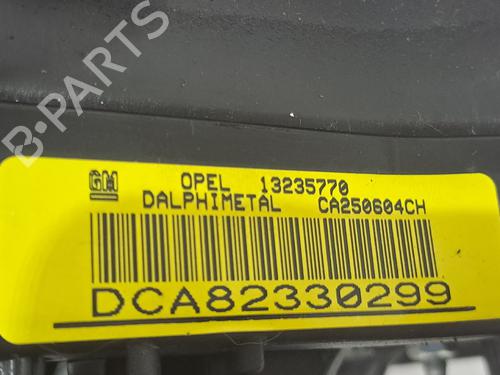 B-PARTS
GM OPEL 13235770
DALPHIMETAL CA250604CH
DCA82330299